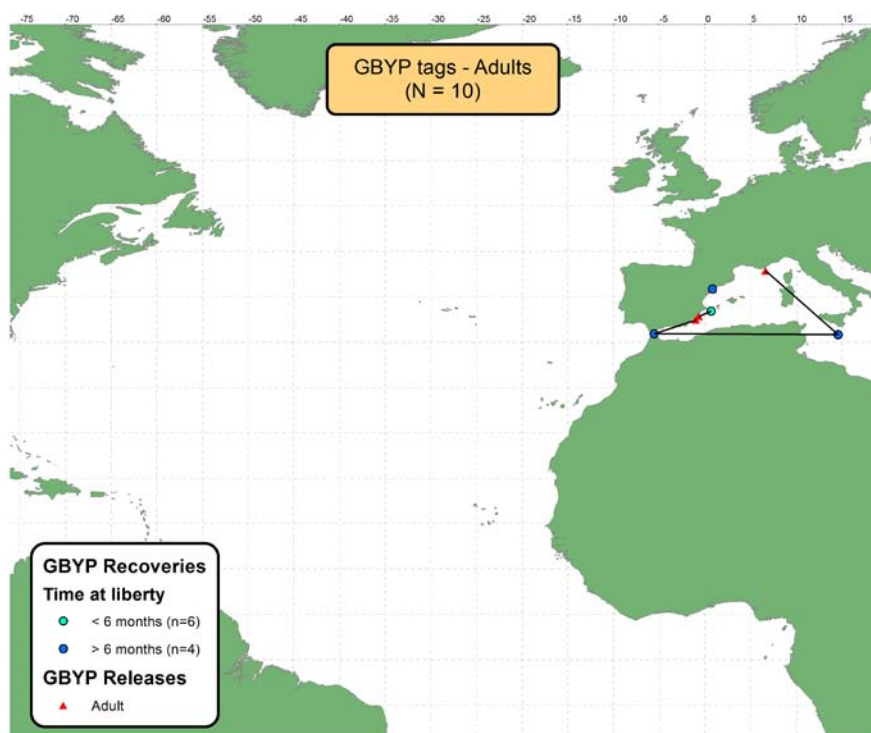 -75 -70 -65 -60 -55 -50 -45 -40 -35 -30 -25 -20 -15 -10 -5 0 5 10 15
GBYP tags - Adults
(N = 10)
GBYP Recoveries
Time at liberty
< 6 months (n=6)
> 6 months (n=4)
GBYP Releases
Adult